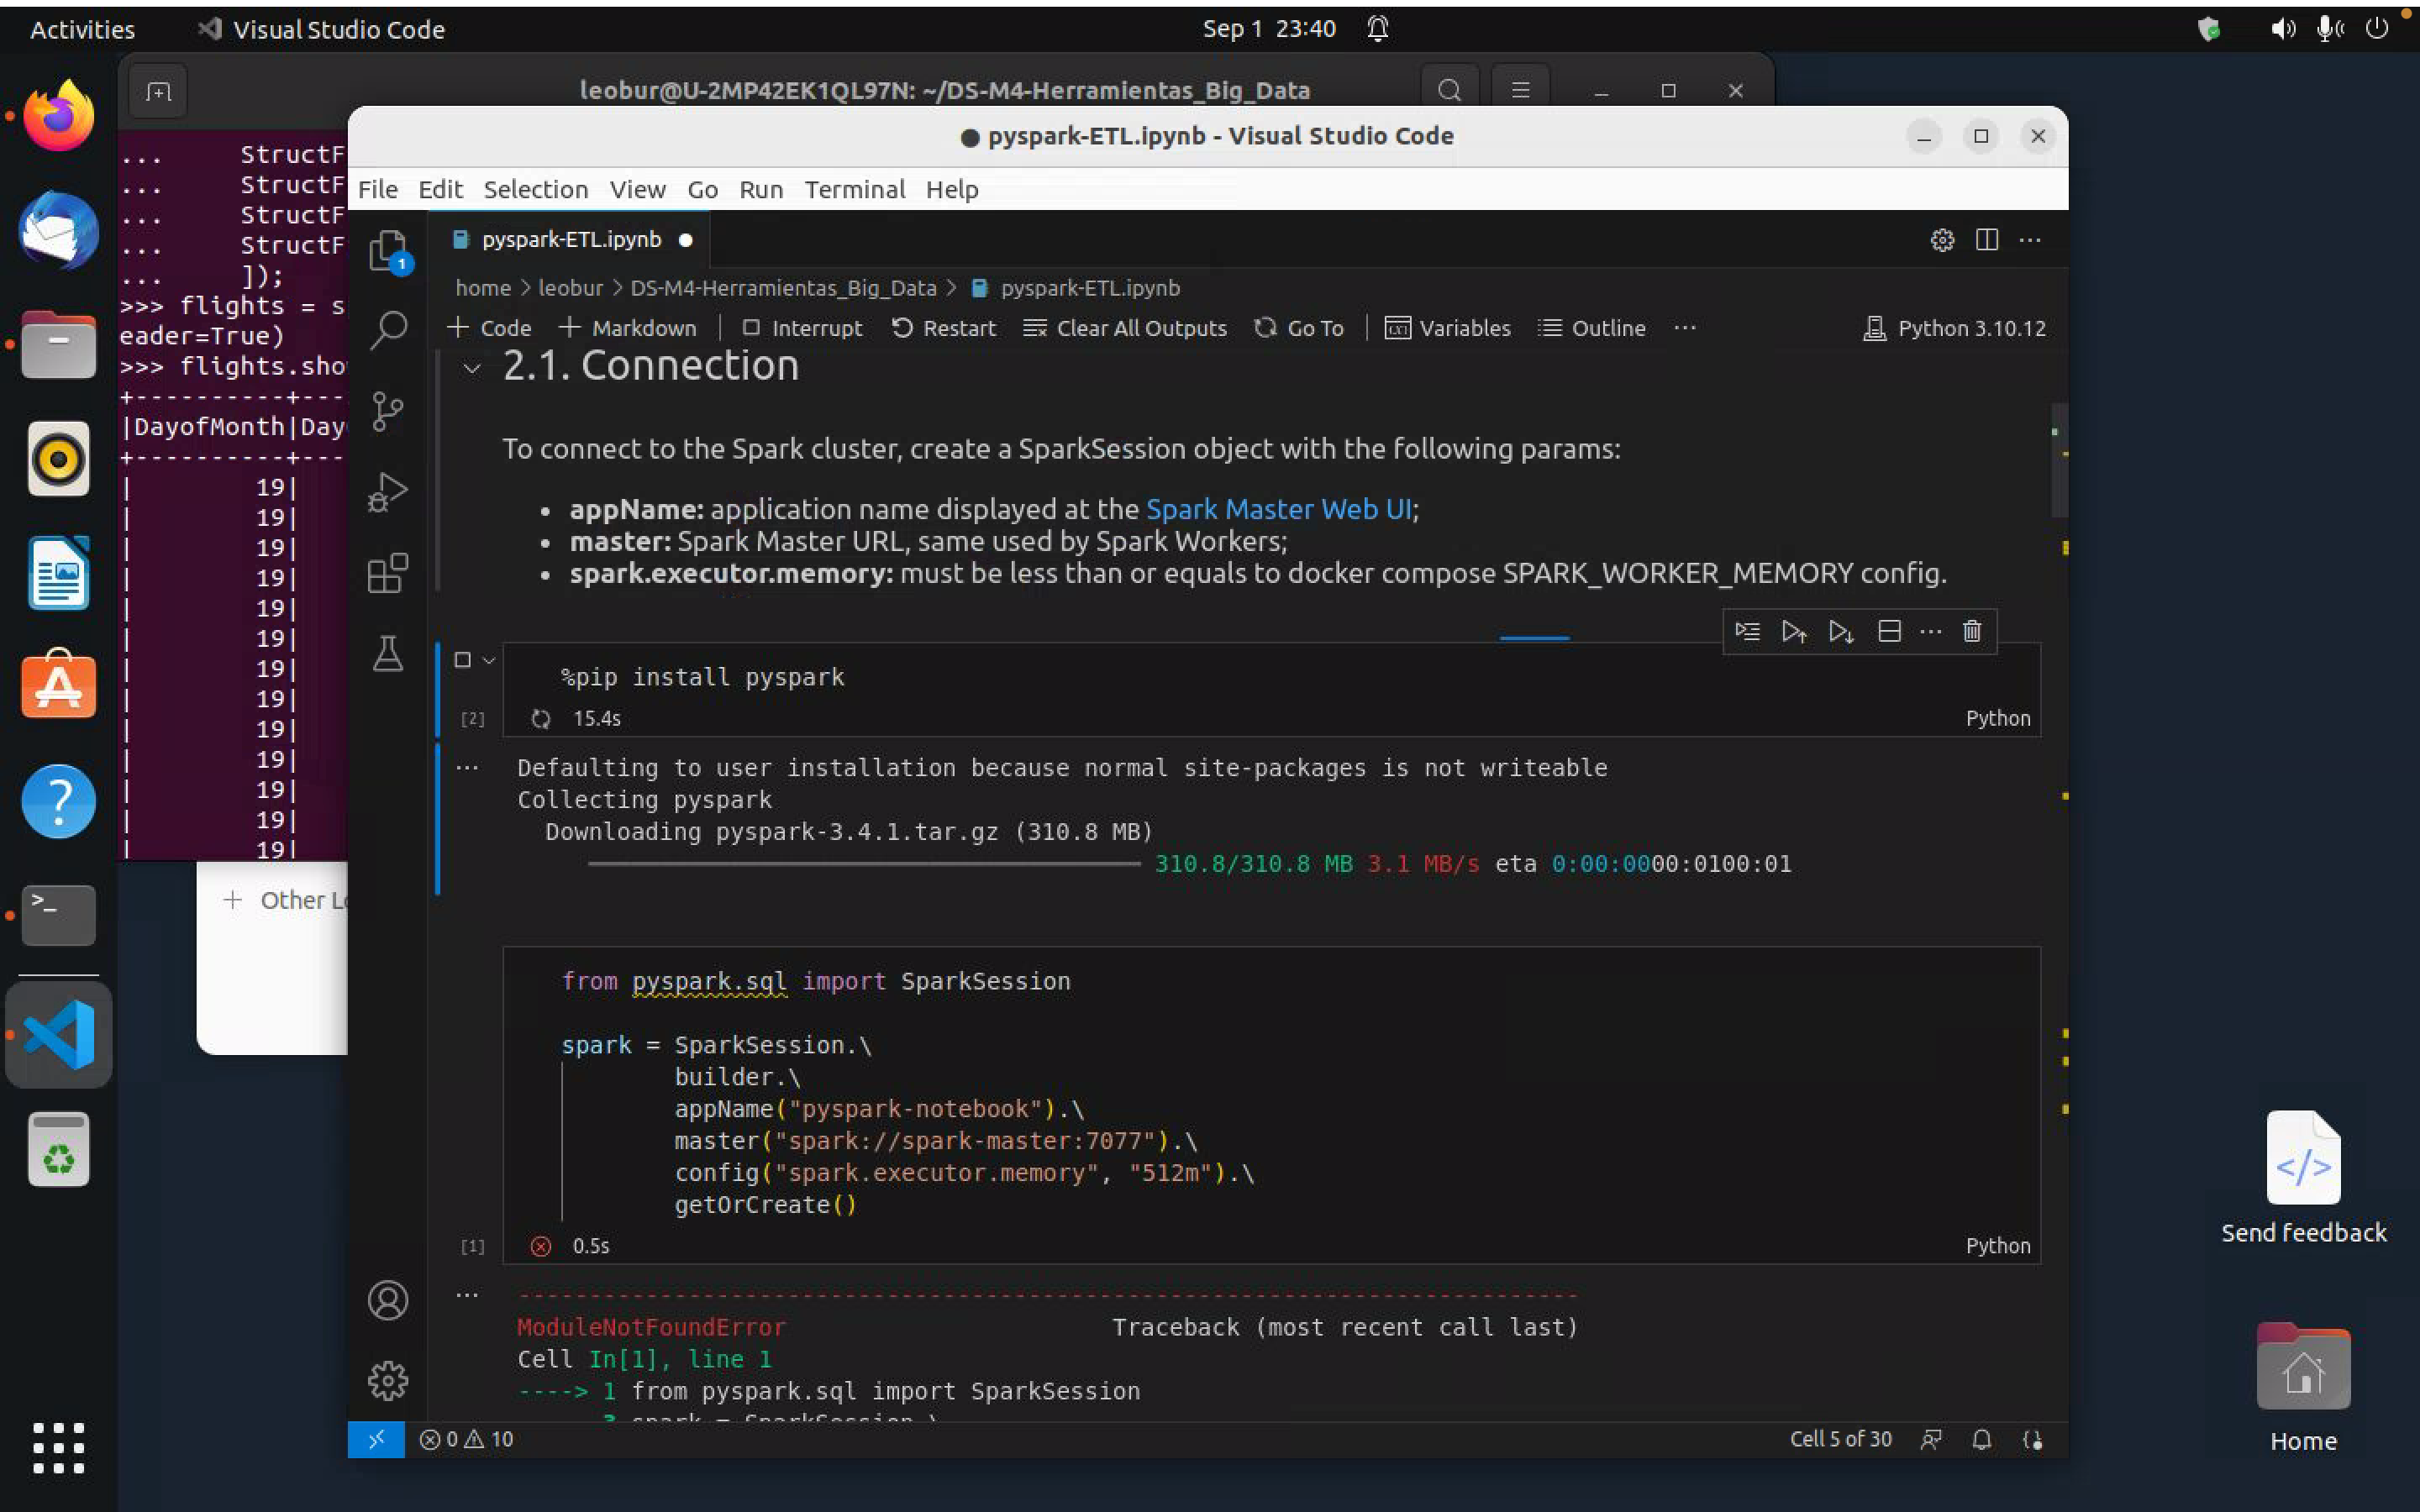 Activities
Visual Studio Code
Sep 1 23:40
leobur@U-2MP42EK1QL97N: ~/DS-M4-Herramientas_Big_Data
... StructF
... StructF
... StructF
... StructF
... ]);
>>> flights = s
eader=True)
>>> flights.sho
+----------+---
|DayofMonth|Day
+----------+---
| 19|
| 19|
| 19|
| 19|
| 19|
| 19|
| 19|
| 19|
| 19|
| 19|
| 19|
| 19|
| 19|
+ Other Lo
● pyspark-ETL.ipynb - Visual Studio Code
File Edit Selection View Go Run Terminal Help
1
pyspark-ETL.ipynb ●
home > leobur > DS-M4-Herramientas_Big_Data > pyspark-ETL.ipynb
+ Code + Markdown | Interrupt Restart Clear All Outputs Go To | Variables Outline ... Python 3.10.12
2.1. Connection
To connect to the Spark cluster, create a SparkSession object with the following params:
• appName: application name displayed at the Spark Master Web UI;
• master: Spark Master URL, same used by Spark Workers;
• spark.executor.memory: must be less than or equals to docker compose SPARK_WORKER_MEMORY config.
%pip install pyspark
[2] 15.4s Python
... Defaulting to user installation because normal site-packages is not writeable
Collecting pyspark
Downloading pyspark-3.4.1.tar.gz (310.8 MB)
310.8/310.8 MB 3.1 MB/s eta 0:00:0000:0100:01
from pyspark.sql import SparkSession
spark = SparkSession.\
builder.\
appName("pyspark-notebook").\
master("spark://spark-master:7077").\
config("spark.executor.memory", "512m").\
getOrCreate()
[1] 0.5s Python
... ---------------------------------------------------------------------------
ModuleNotFoundError Traceback (most recent call last)
Cell In[1], line 1
----> 1 from pyspark.sql import SparkSession
3 spark = SparkSession.\
0 10
Cell 5 of 30
</> 
Send feedback
Home